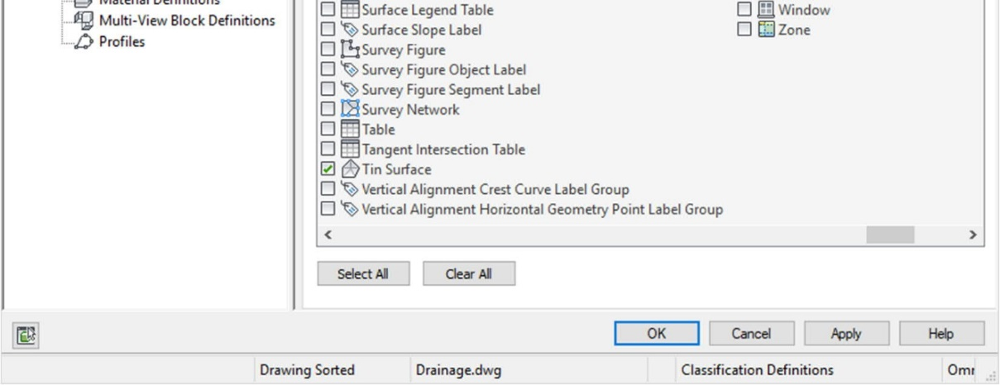 Material Definitions
Multi-View Block Definitions
Profiles
Surface Legend Table
Surface Slope Label
Survey Figure
Survey Figure Object Label
Survey Figure Segment Label
Survey Network
Table
Tangent Intersection Table
Tin Surface
Vertical Alignment Crest Curve Label Group
Vertical Alignment Horizontal Geometry Point Label Group
Window
Zone
Select All Clear All
OK Cancel Apply Help
Drawing Sorted Drainage.dwg Classification Definitions